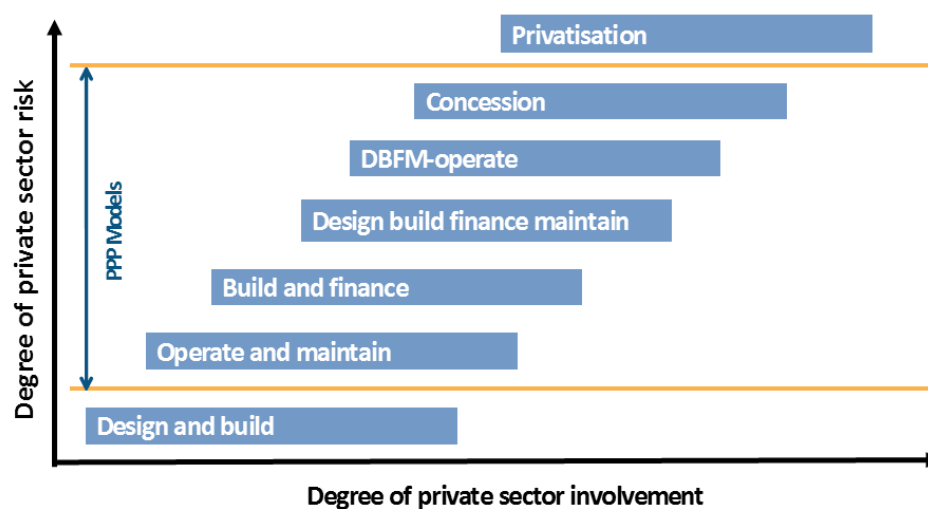 Privatisation
Concession
DBFM-operate
Design build finance maintain
Build and finance
Operate and maintain
Design and build
PPP Models
Degree of private sector risk
Degree of private sector involvement